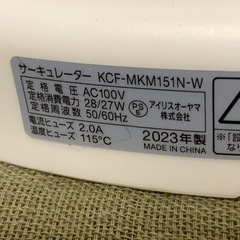 サーキュレーター KCF-MKM151N-W
定格電圧 AC100V
定格消費電力 28/27W
定格周波数 50/60Hz
電流ヒューズ 2.0A
温度ヒューズ 115℃
PSE
アイリスオーヤマ
株式会社
2023年製
※【設